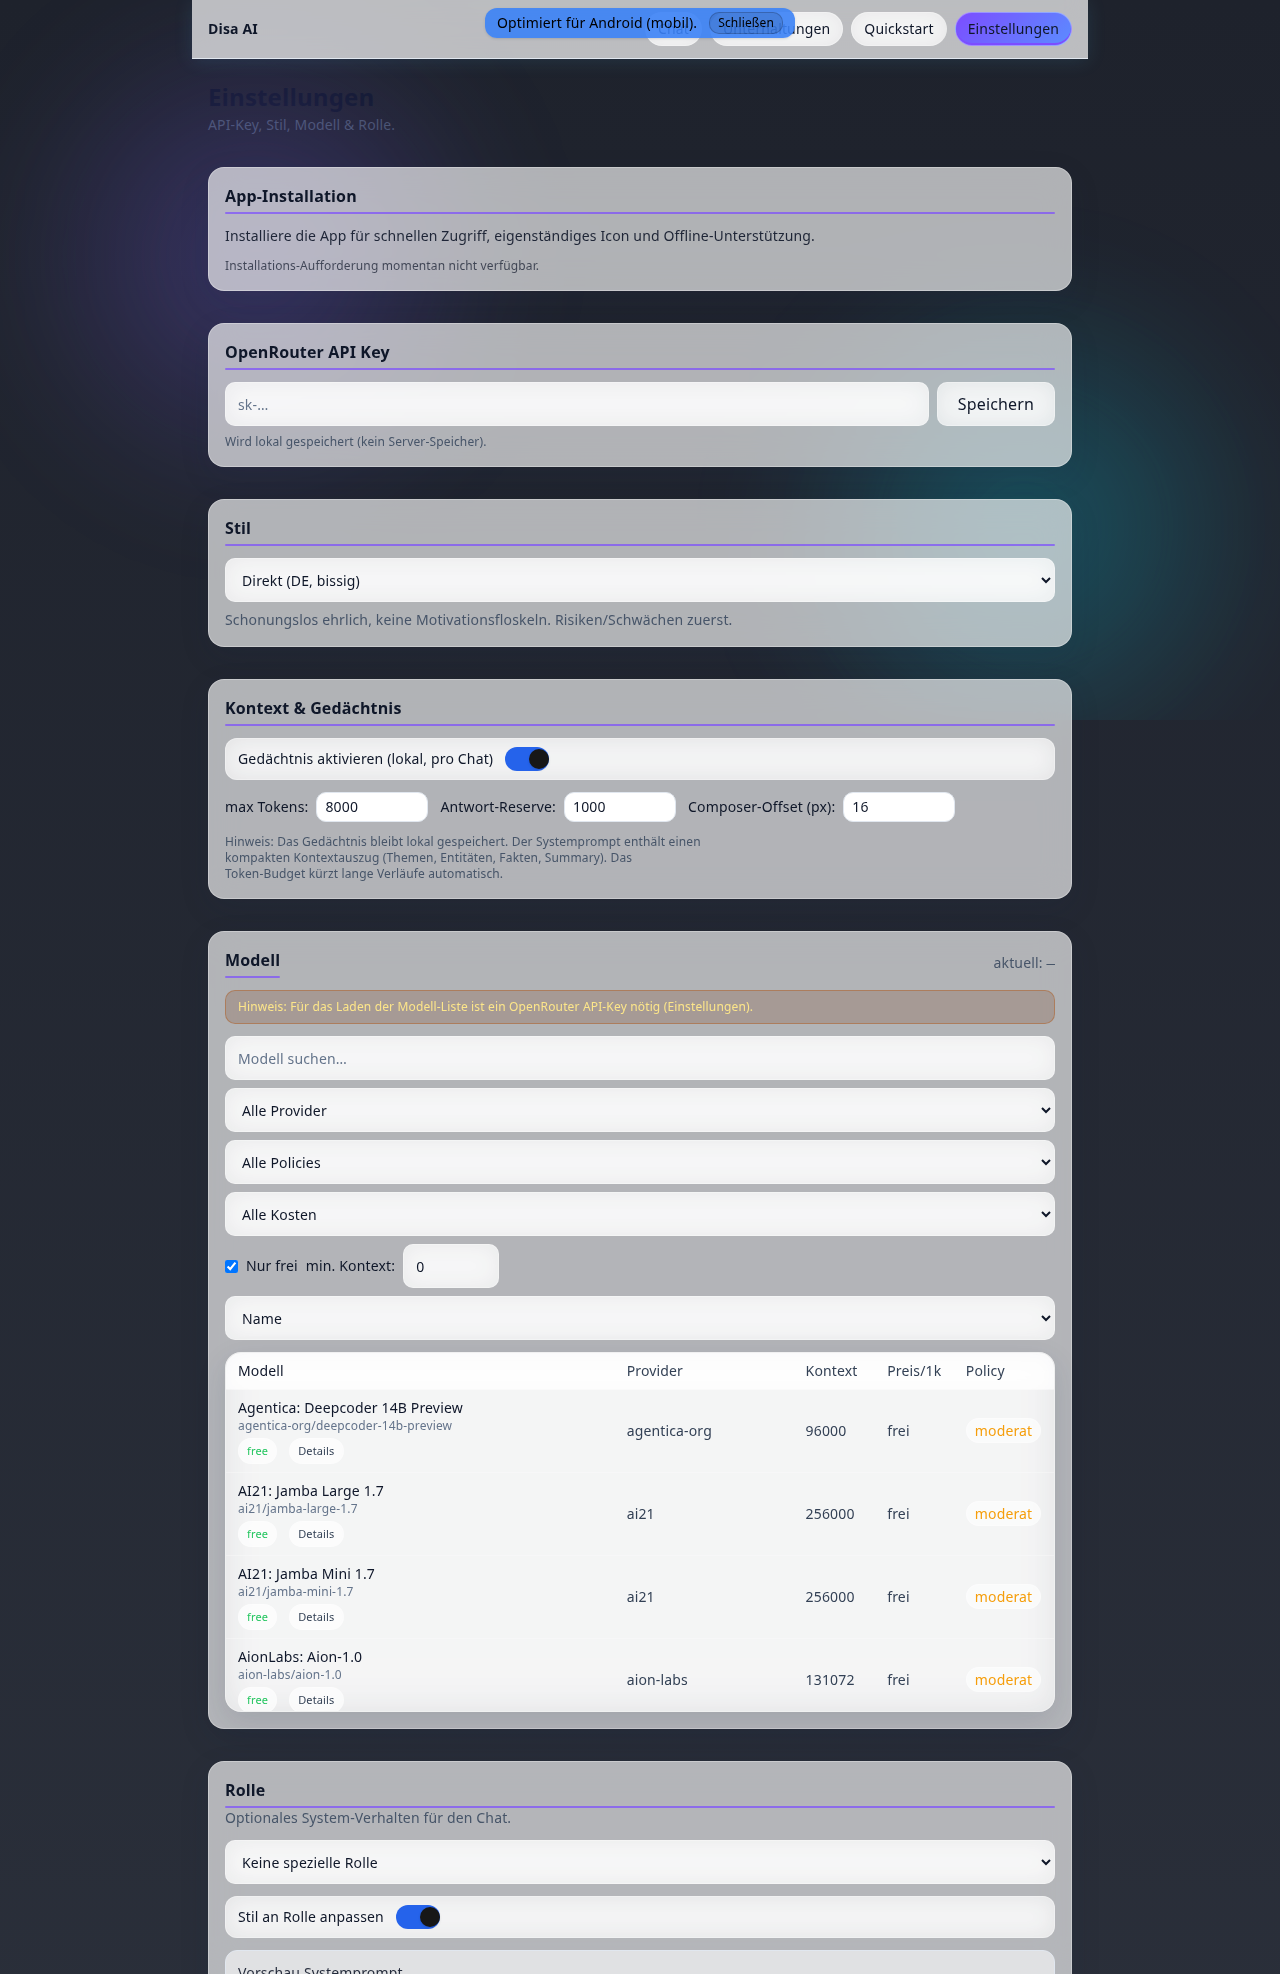 Disa AI
Optimiert für Android (mobil).
Schließen
Chat
Unterhaltungen
Quickstart
Einstellungen
Einstellungen
API-Key, Stil, Modell & Rolle.
App-Installation
Installiere die App für schnellen Zugriff, eigenständiges Icon und Offline-Unterstützung.
Installations-Aufforderung momentan nicht verfügbar.
OpenRouter API Key
sk-...
Speichern
Wird lokal gespeichert (kein Server-Speicher).
Stil
Direkt (DE, bissig)
Schonungslos ehrlich, keine Motivationsfloskeln. Risiken/Schwächen zuerst.
Kontext & Gedächtnis
Gedächtnis aktivieren (lokal, pro Chat)
max Tokens: 8000 Antwort-Reserve: 1000 Composer-Offset (px): 16
Hinweis: Das Gedächtnis bleibt lokal gespeichert. Der Systemprompt enthält einen
kompakten Kontextauszug (Themen, Entitäten, Fakten, Summary). Das
Token-Budget kürzt lange Verläufe automatisch.
Modell
aktuell: —
Hinweis: Für das Laden der Modell-Liste ist ein OpenRouter API-Key nötig (Einstellungen).
Modell suchen...
Alle Provider
Alle Policies
Alle Kosten
Nur frei min. Kontext: 0
Name
Modell Provider Kontext Preis/1k Policy
Agentica: Deepcoder 14B Preview
agentica-org/deepcoder-14b-preview
free Details
agentica-org 96000 frei moderat
AI21: Jamba Large 1.7
ai21/jamba-large-1.7
free Details
ai21 256000 frei moderat
AI21: Jamba Mini 1.7
ai21/jamba-mini-1.7
free Details
ai21 256000 frei moderat
AionLabs: Aion-1.0
aion-labs/aion-1.0
free Details
aion-labs 131072 frei moderat
Rolle
Optionales System-Verhalten für den Chat.
Keine spezielle Rolle
Stil an Rolle anpassen
Vorschau Systemprompt